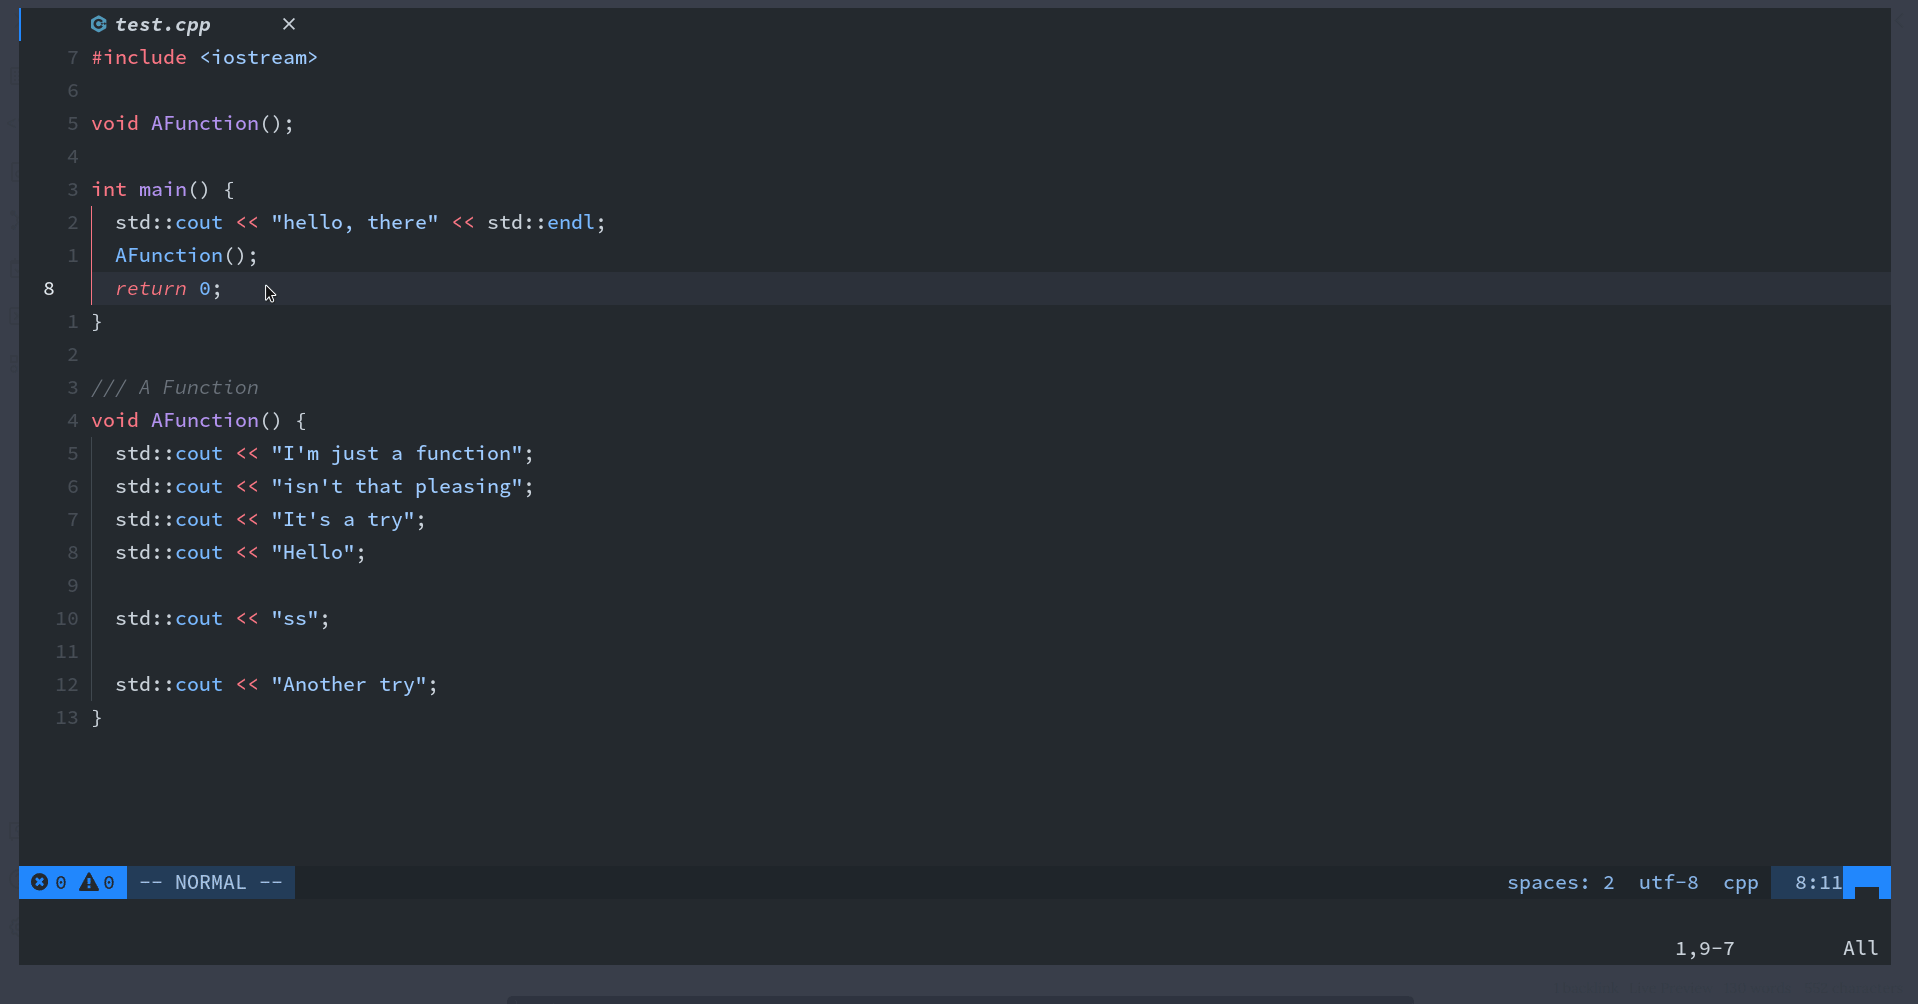 test.cpp ×
7 #include <iostream>
6
5 void AFunction();
4
3 int main() {
2   std::cout << "hello, there" << std::endl;
1   AFunction();
8   return 0;
1 }
2
3 /// A Function
4 void AFunction() {
5   std::cout << "I'm just a function";
6   std::cout << "isn't that pleasing";
7   std::cout << "It's a try";
8   std::cout << "Hello";
9
10   std::cout << "ss";
11
12   std::cout << "Another try";
13 }
0 0 -- NORMAL -- spaces: 2 utf-8 cpp 8:11
1,9-7 All